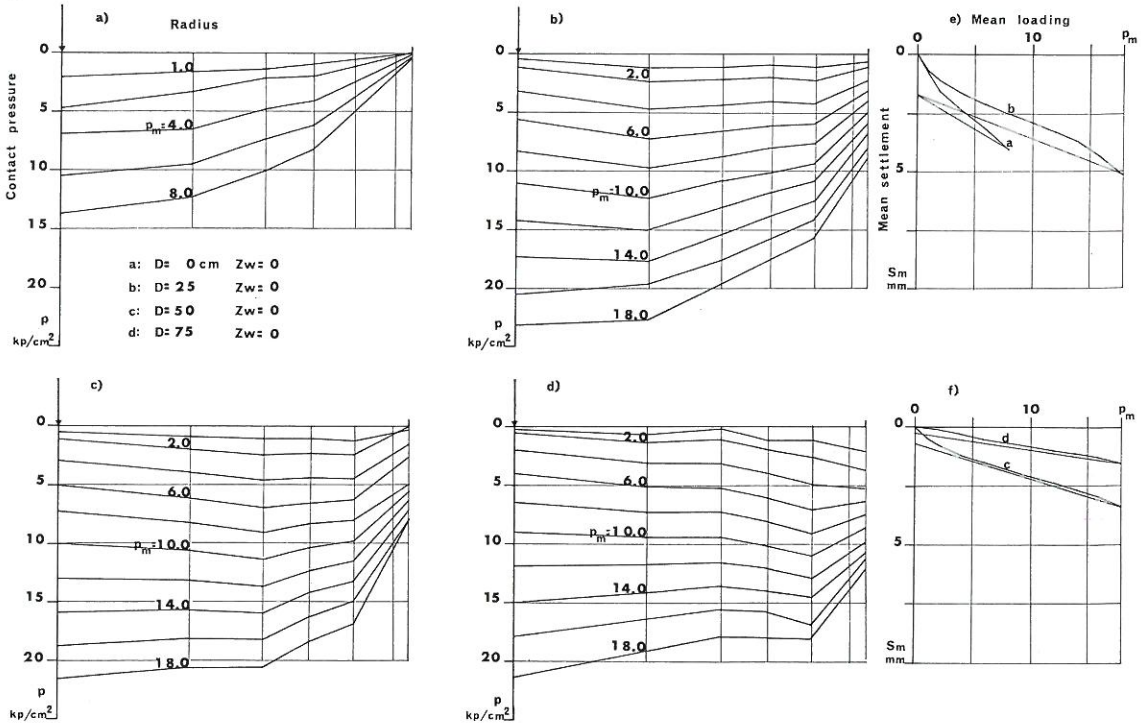 a)
Radius
Contact pressure
0
5
10
15
20
p
kp/cm²
1.0
pm=4.0
8.0
a: D= 0 cm Zw= 0
b: D= 25 Zw= 0
c: D= 50 Zw= 0
d: D= 75 Zw= 0
b)
0
5
10
15
20
p
kp/cm²
2.0
6.0
pm=10.0
14.0
18.0
e) Mean loading
0 10 pm
Mean settlement
5
Sm
mm
b
a
c)
0
5
10
15
20
p
kp/cm²
2.0
6.0
pm=10.0
14.0
18.0
d)
0
5
10
15
20
p
kp/cm²
2.0
6.0
pm=10.0
14.0
18.0
f)
0 10 pm
5
Sm
mm
d
c